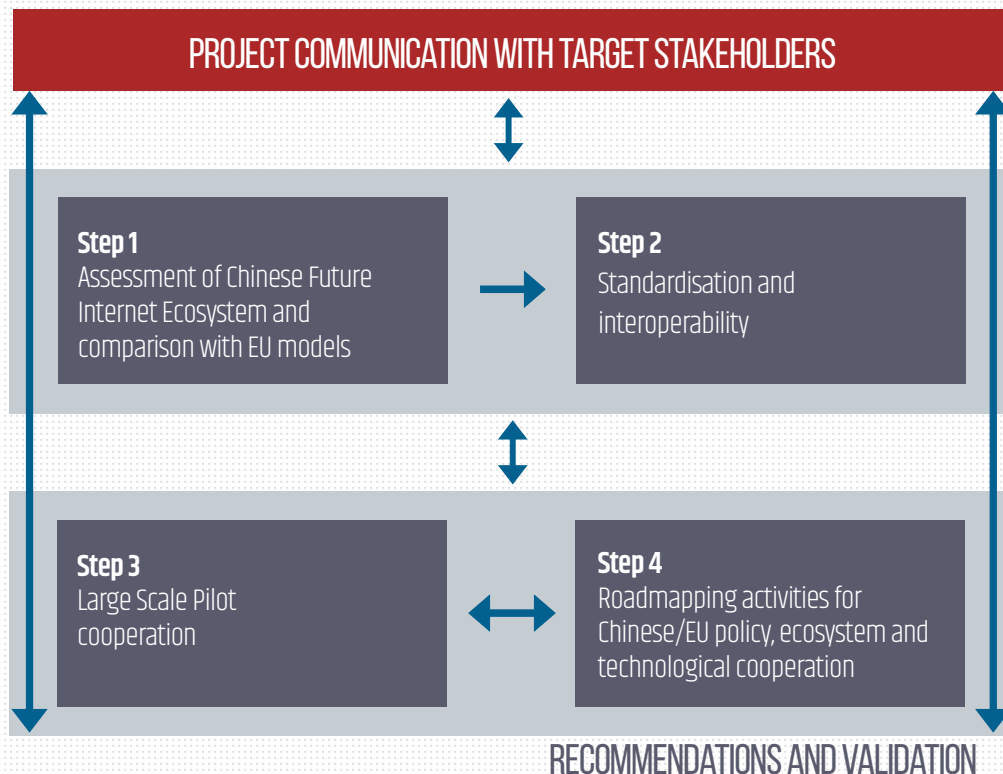 PROJECT COMMUNICATION WITH TARGET STAKEHOLDERS
Step 1
Assessment of Chinese Future
Internet Ecosystem and
comparison with EU models
Step 2
Standardisation and
interoperability
Step 3
Large Scale Pilot
cooperation
Step 4
Roadmapping activities for
Chinese/EU policy, ecosystem and
technological cooperation
RECOMMENDATIONS AND VALIDATION